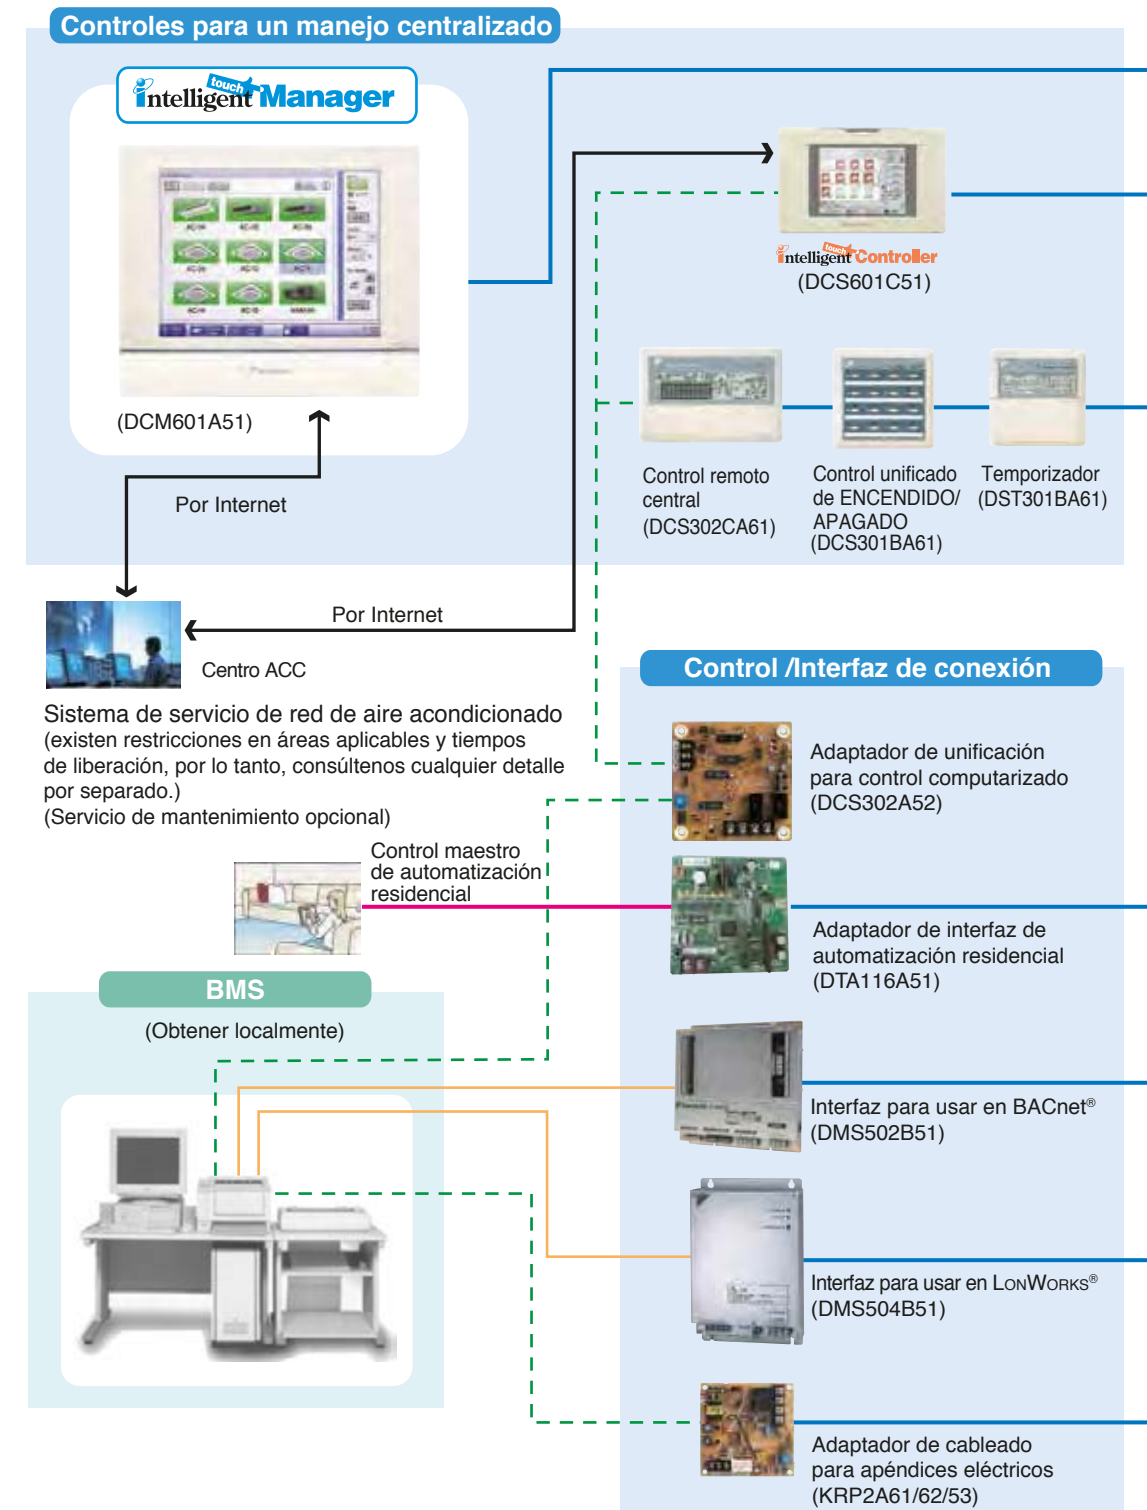 Controles para un manejo centralizado
intelligent touch Manager
(DCM601A51)
Por Internet
intelligent touch Controller
(DCS601C51)
Control remoto
central
(DCS302CA61)
Control unificado
de ENCENDIDO/
APAGADO
(DCS301BA61)
Temporizador
(DST301BA61)
Por Internet
Centro ACC
Sistema de servicio de red de aire acondicionado
(existen restricciones en áreas aplicables y tiempos
de liberación, por lo tanto, consúltenos cualquier detalle
por separado.)
(Servicio de mantenimiento opcional)
Control /Interfaz de conexión
Adaptador de unificación
para control computarizado
(DCS302A52)
Control maestro
de automatización
residencial
Adaptador de interfaz de
automatización residencial
(DTA116A51)
BMS
(Obtener localmente)
Interfaz para usar en BACnet®
(DMS502B51)
Interfaz para usar en LONWORKS®
(DMS504B51)
Adaptador de cableado
para apéndices eléctricos
(KRP2A61/62/53)